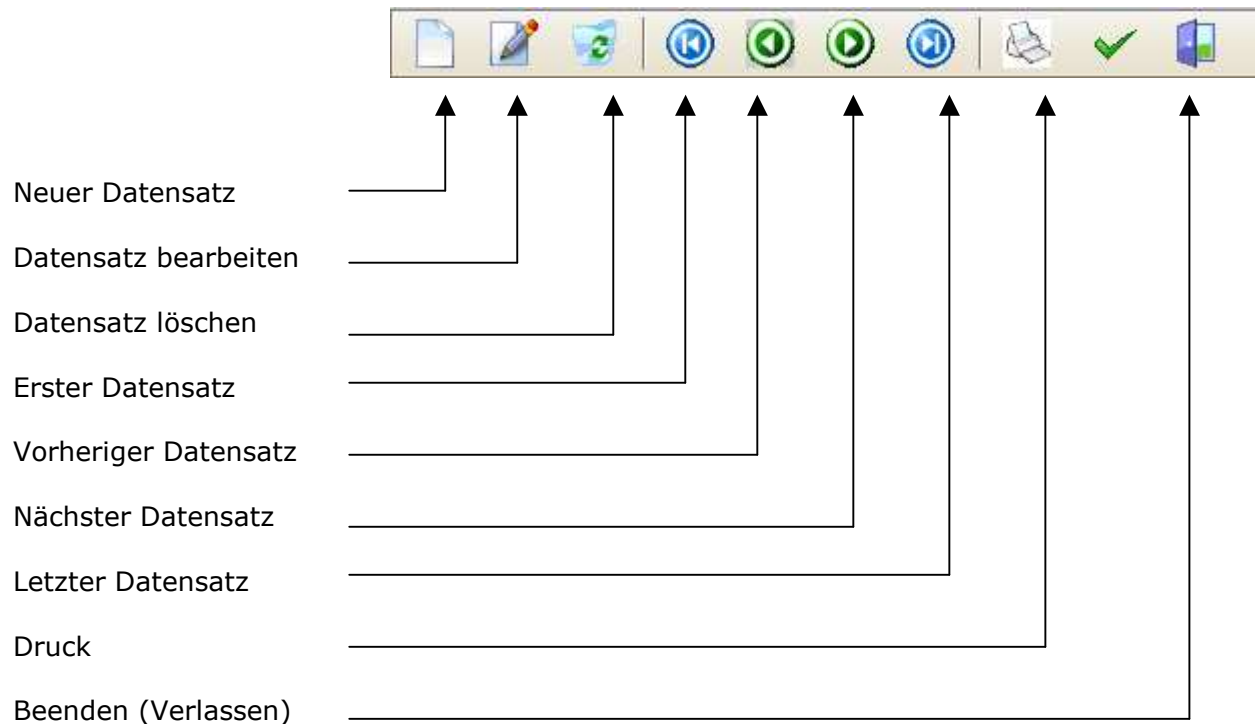 Neuer Datensatz
Datensatz bearbeiten
Datensatz löschen
Erster Datensatz
Vorheriger Datensatz
Nächster Datensatz
Letzter Datensatz
Druck
Beenden (Verlassen)